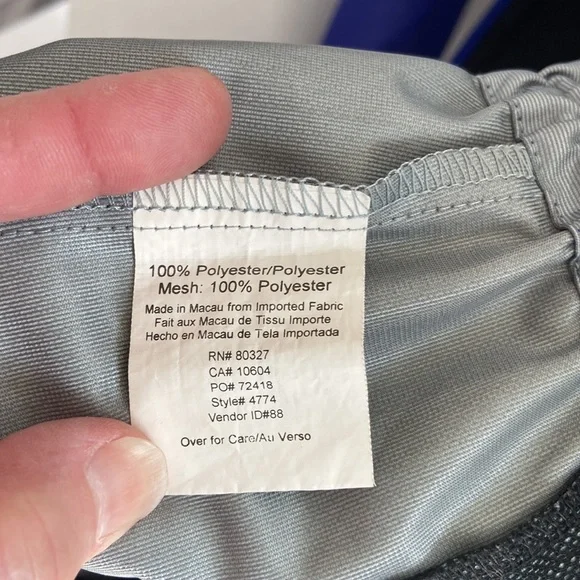 100% Polyester/Polyester
Mesh: 100% Polyester
Made in Macau from Imported Fabric
Fait aux Macau de Tissu Importe
Hecho en Macau de Tela Importada
RN# 80327
CA# 10604
PO# 72418
Style# 4774
Vendor ID#88
Over for Care/Au Verso